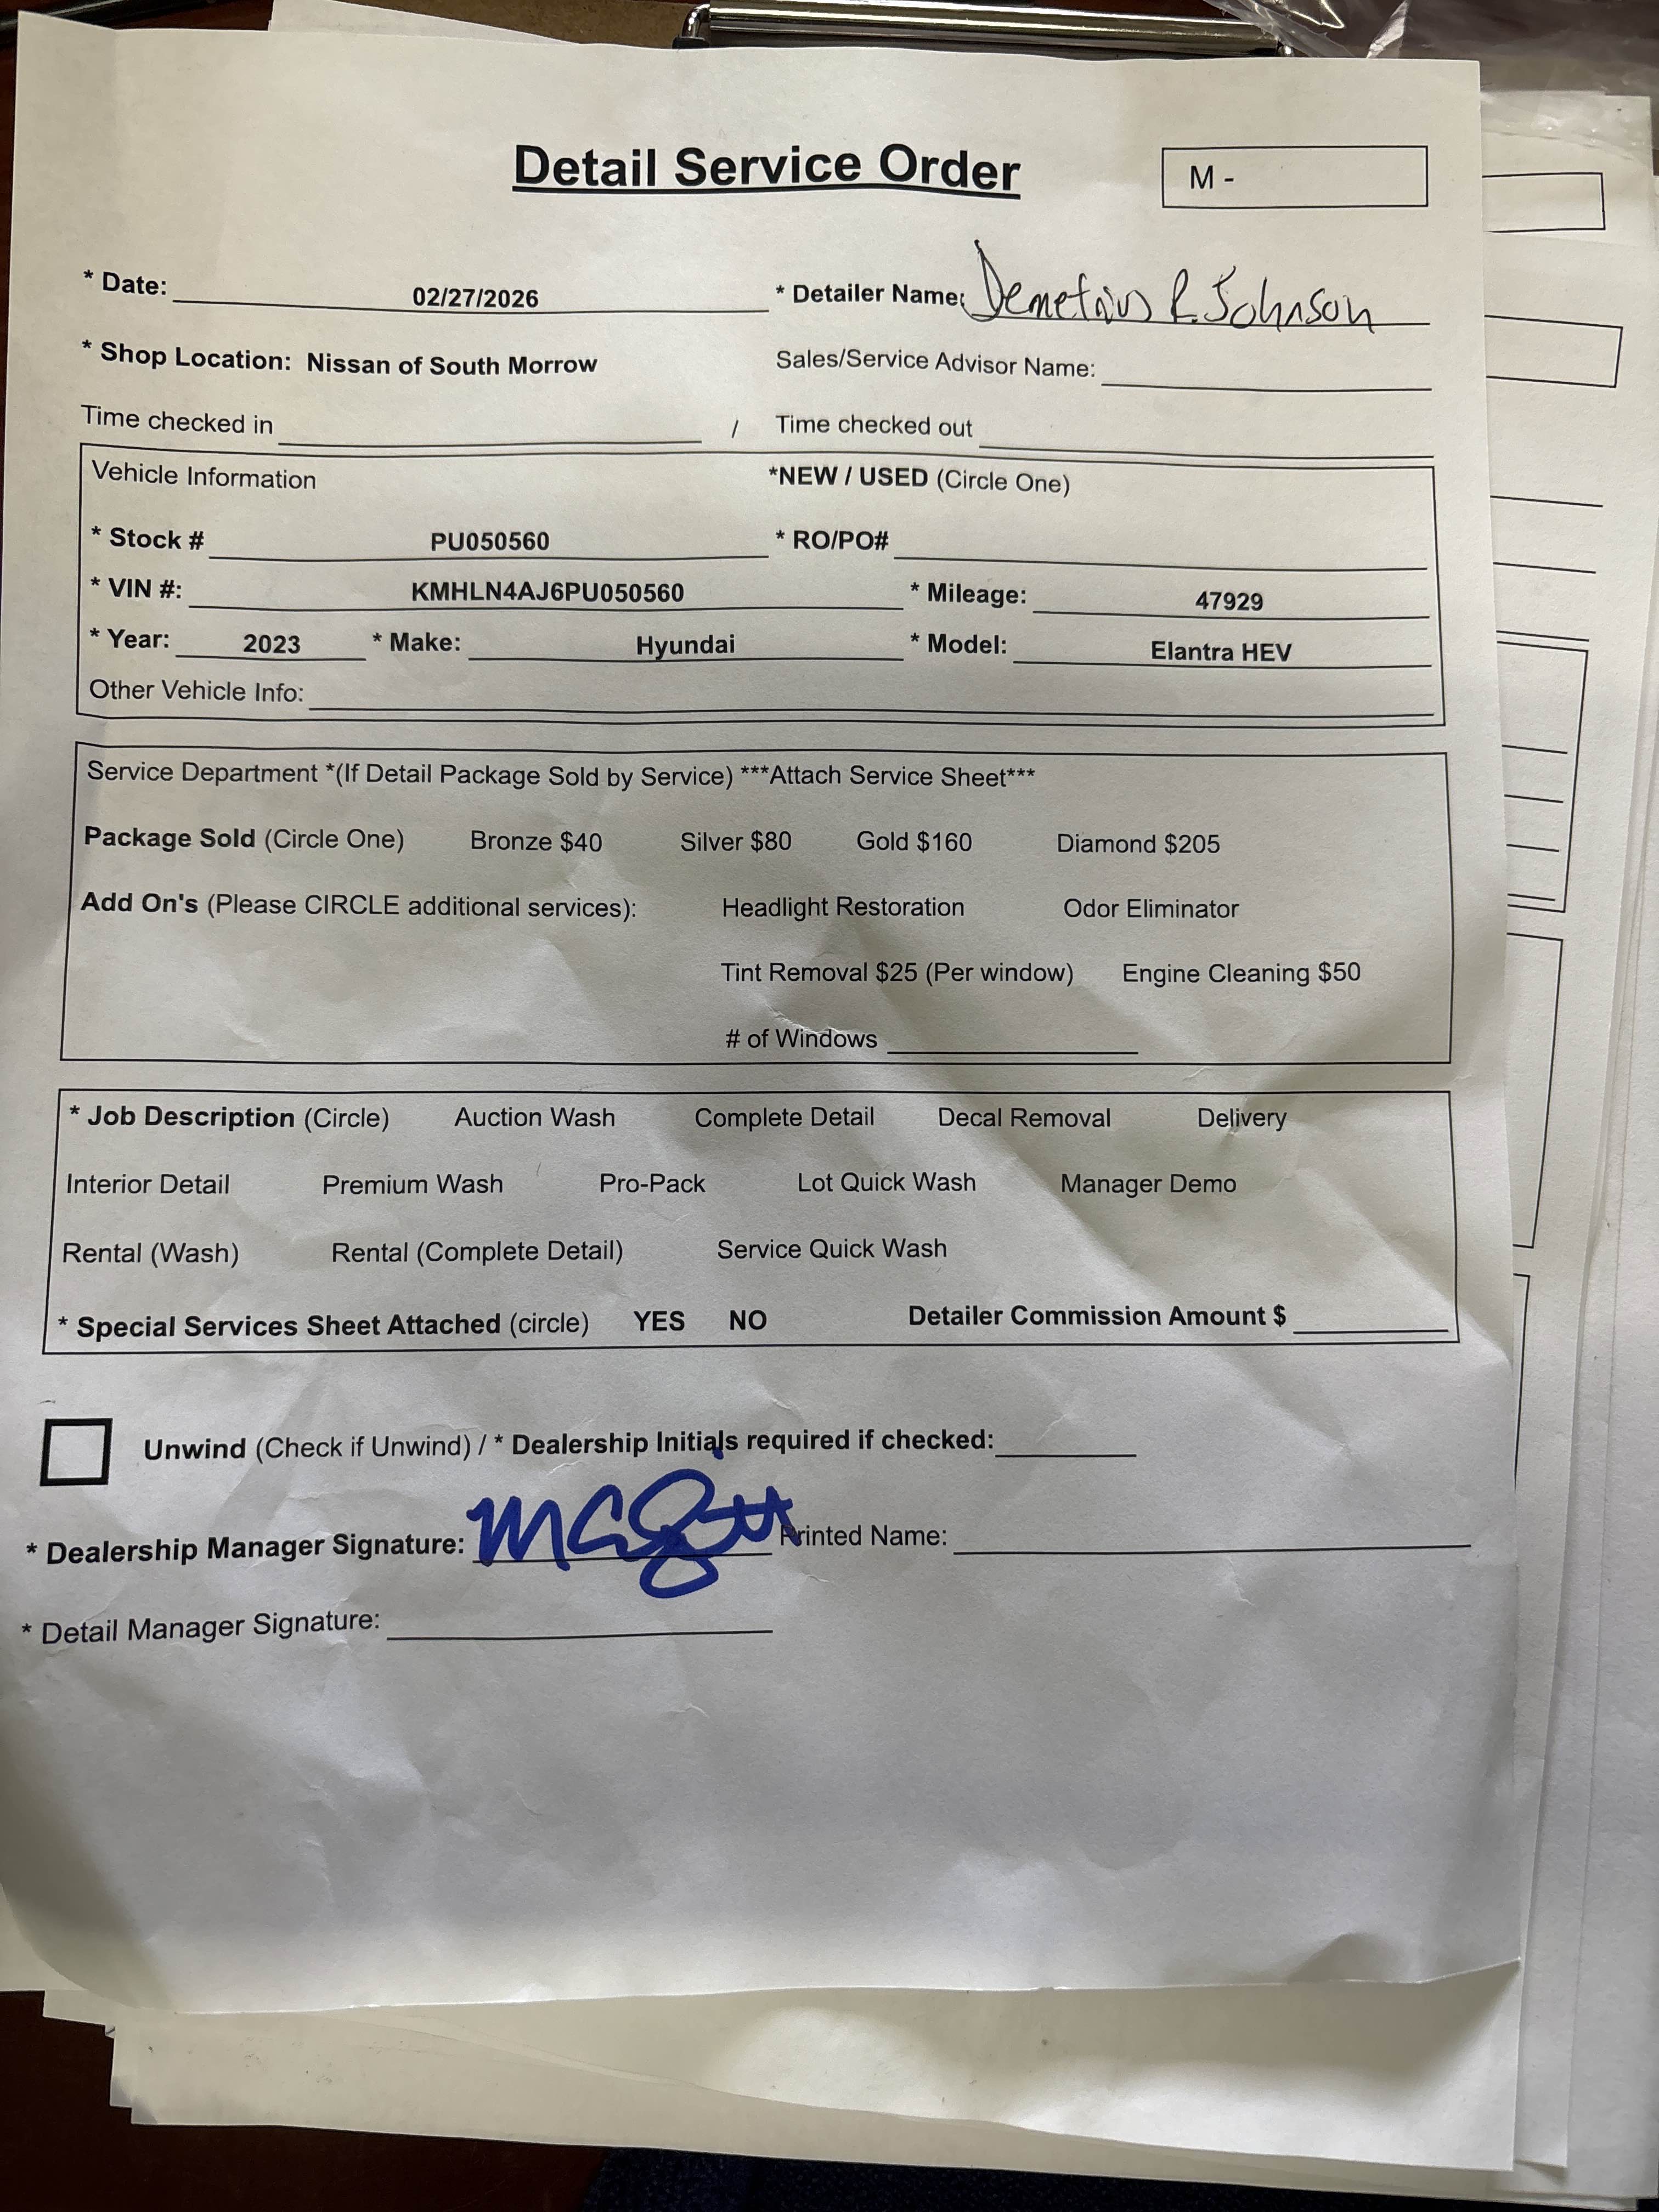 Detail Service Order
M -
* Date: 02/27/2026 * Detailer Name: Demetrius R. Johnson
* Shop Location: Nissan of South Morrow Sales/Service Advisor Name:
Time checked in / Time checked out
Vehicle Information *NEW / USED (Circle One)
* Stock # PU050560 * RO/PO#
* VIN #: KMHLN4AJ6PU050560 * Mileage: 47929
* Year: 2023 * Make: Hyundai * Model: Elantra HEV
Other Vehicle Info:
Service Department *(If Detail Package Sold by Service) ***Attach Service Sheet***
Package Sold (Circle One) Bronze $40 Silver $80 Gold $160 Diamond $205
Add On's (Please CIRCLE additional services): Headlight Restoration Odor Eliminator
Tint Removal $25 (Per window) Engine Cleaning $50
# of Windows
* Job Description (Circle) Auction Wash Complete Detail Decal Removal Delivery
Interior Detail Premium Wash Pro-Pack Lot Quick Wash Manager Demo
Rental (Wash) Rental (Complete Detail) Service Quick Wash
* Special Services Sheet Attached (circle) YES NO Detailer Commission Amount $
Unwind (Check if Unwind) / * Dealership Initials required if checked:
* Dealership Manager Signature: Printed Name:
* Detail Manager Signature: